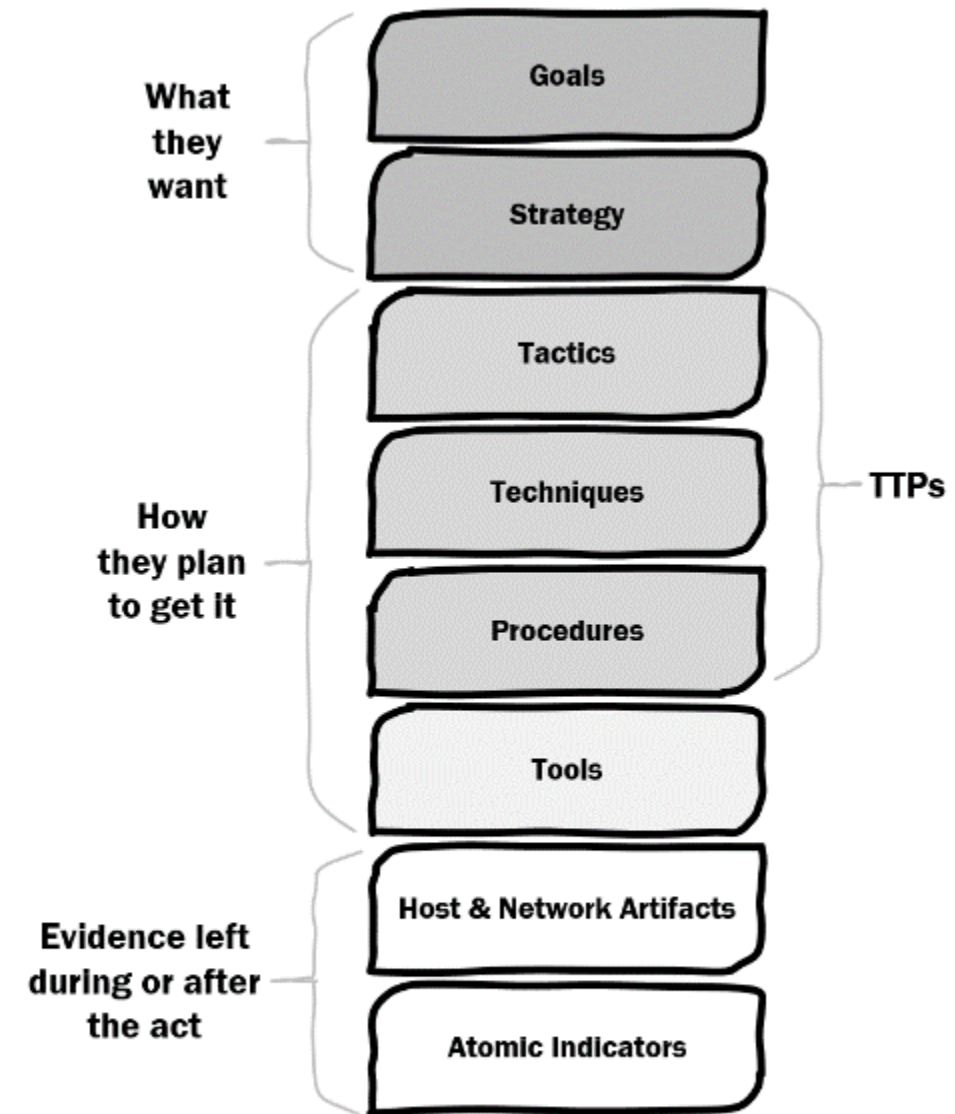 Goals
What
they
want
Strategy
Tactics
Techniques
TTPs
How
they plan
to get it
Procedures
Tools
Host & Network Artifacts
Evidence left
during or after
the act
Atomic Indicators